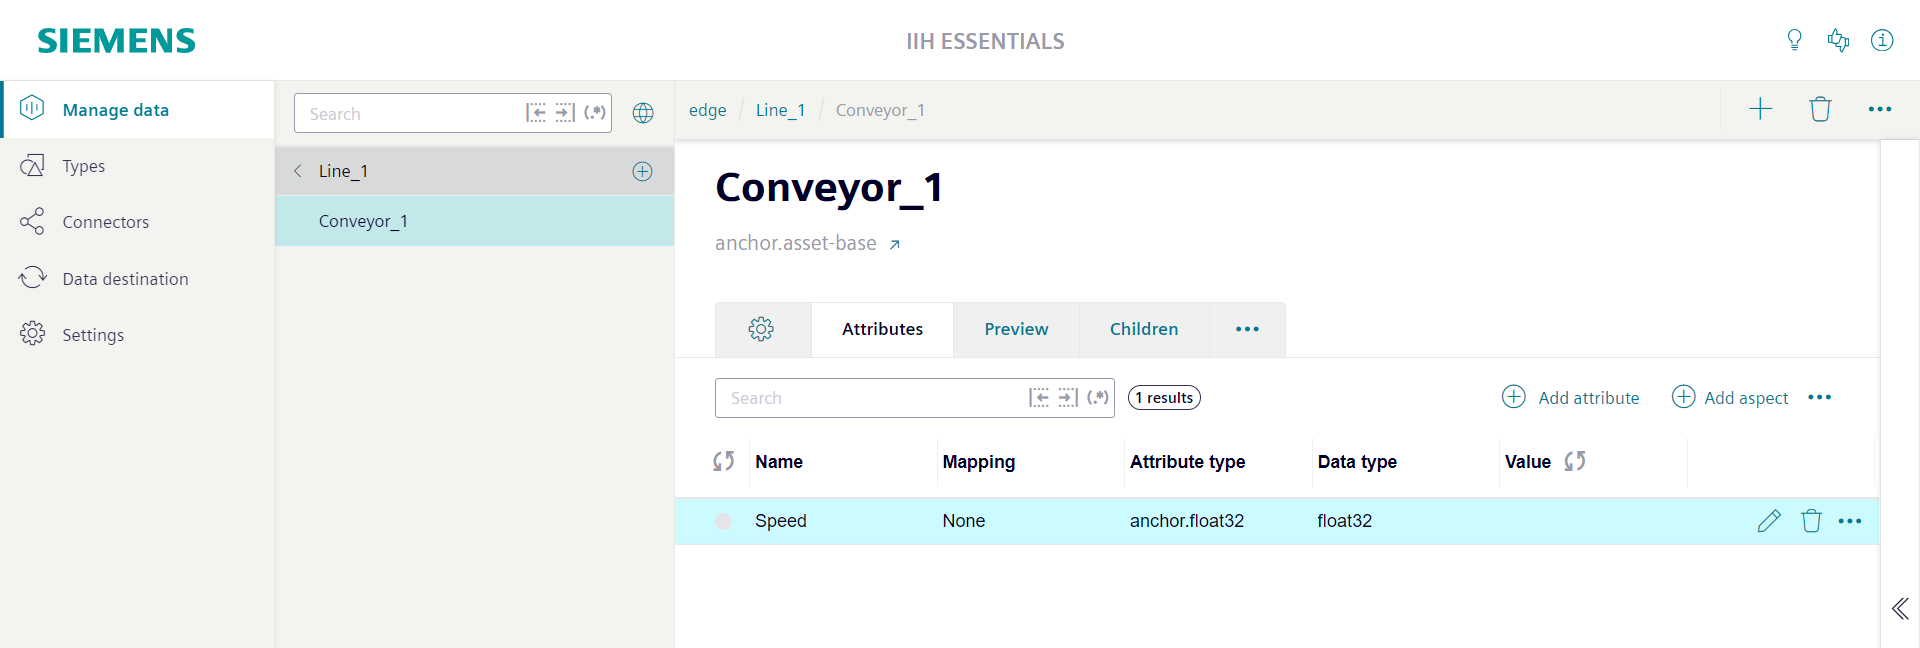 SIEMENS
IIH ESSENTIALS
Manage data
Types
Connectors
Data destination
Settings
Search
(.*)
Line_1
Conveyor_1
edge / Line_1 / Conveyor_1
Conveyor_1
anchor.asset-base
Attributes Preview Children
Search (.*) 1 results Add attribute Add aspect
Name Mapping Attribute type Data type Value
Speed None anchor.float32 float32